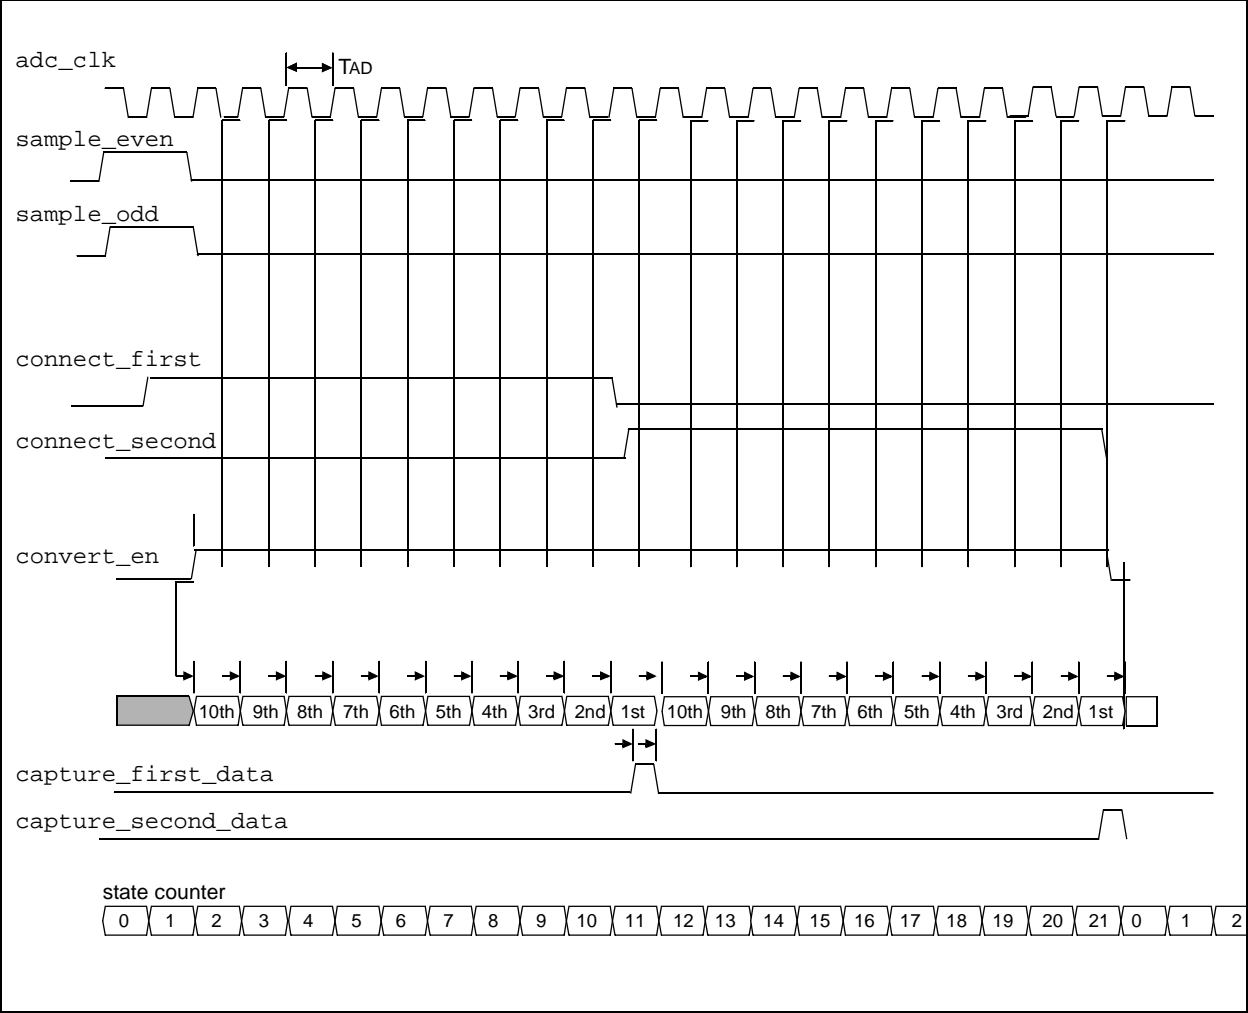 adc_clk
TAD
sample_even
sample_odd
connect_first
connect_second
convert_en
10th 9th 8th 7th 6th 5th 4th 3rd 2nd 1st 10th 9th 8th 7th 6th 5th 4th 3rd 2nd 1st
capture_first_data
capture_second_data
state counter
0 1 2 3 4 5 6 7 8 9 10 11 12 13 14 15 16 17 18 19 20 21 0 1 2